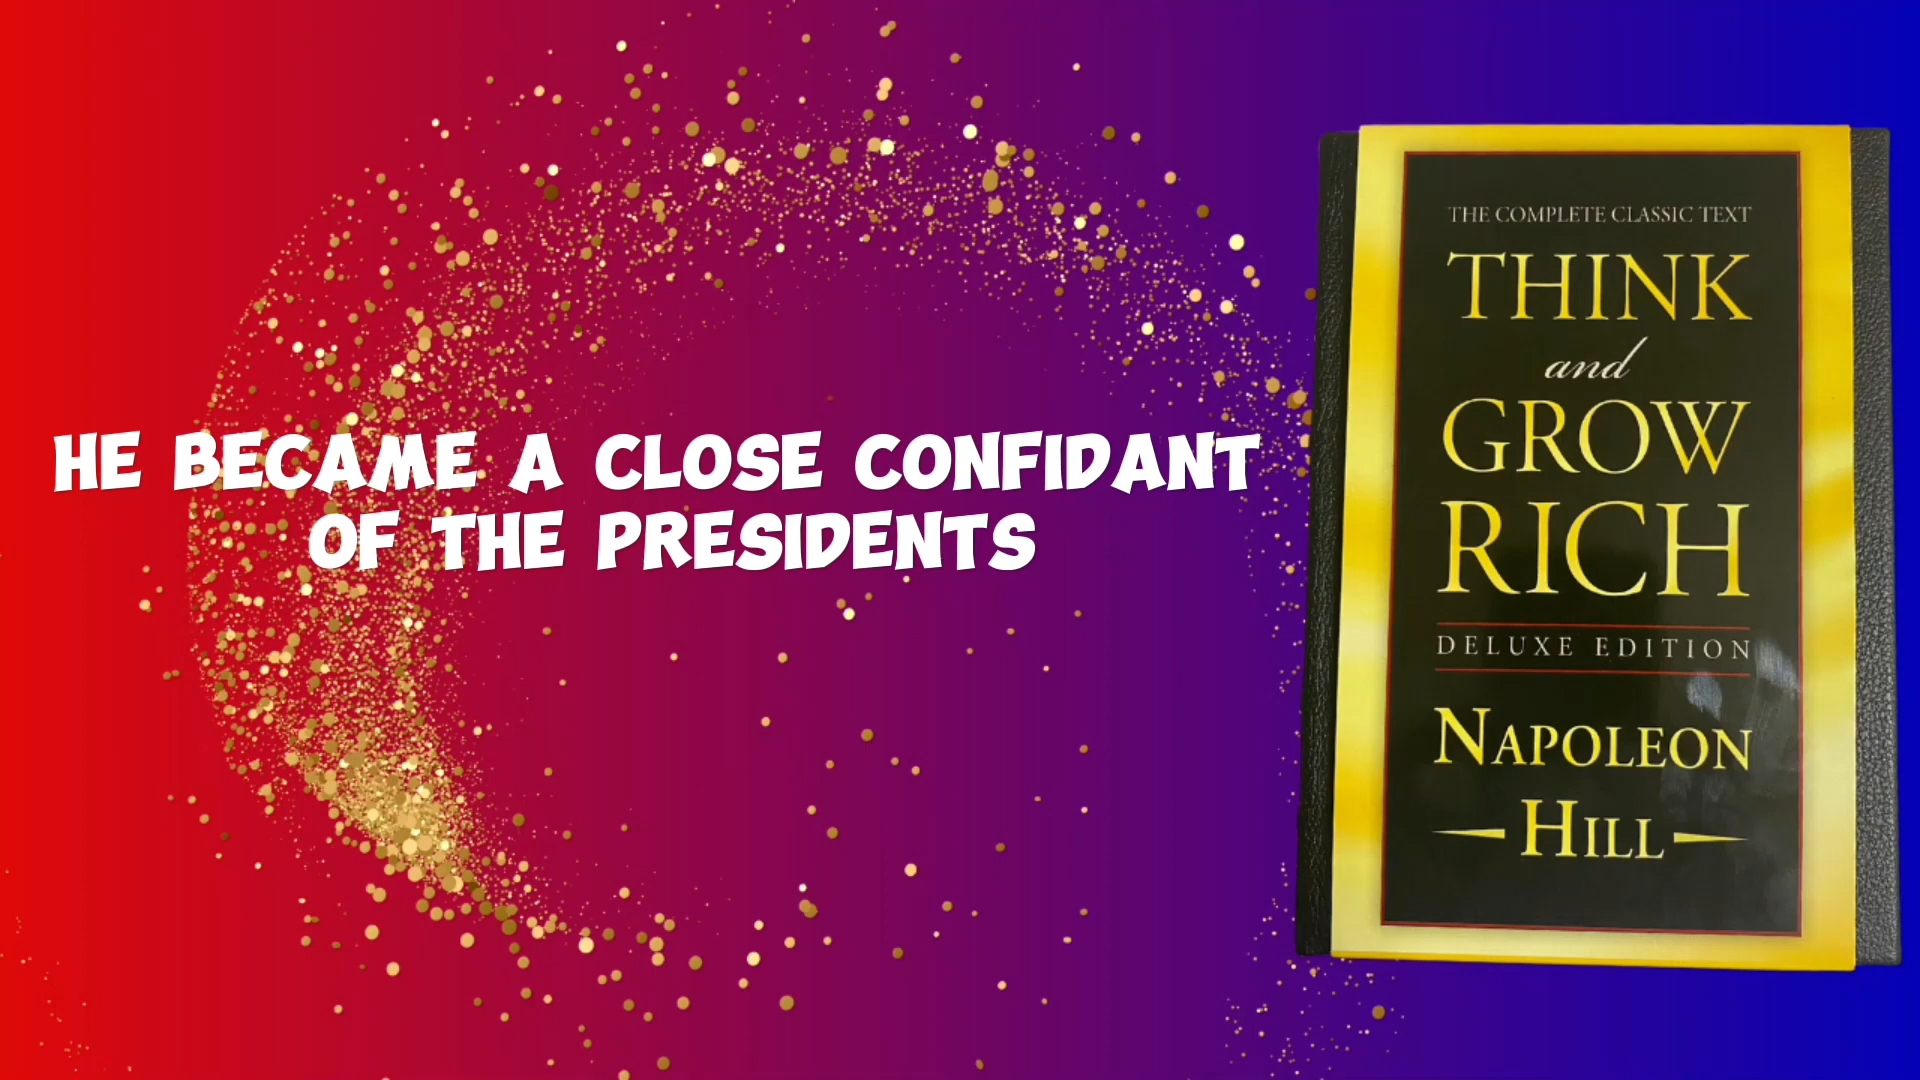 HE BECAME A CLOSE CONFIDANT
OF THE PRESIDENTS
THE COMPLETE CLASSIC TEXT
THINK
and
GROW
RICH
DELUXE EDITION
NAPOLEON
HILL